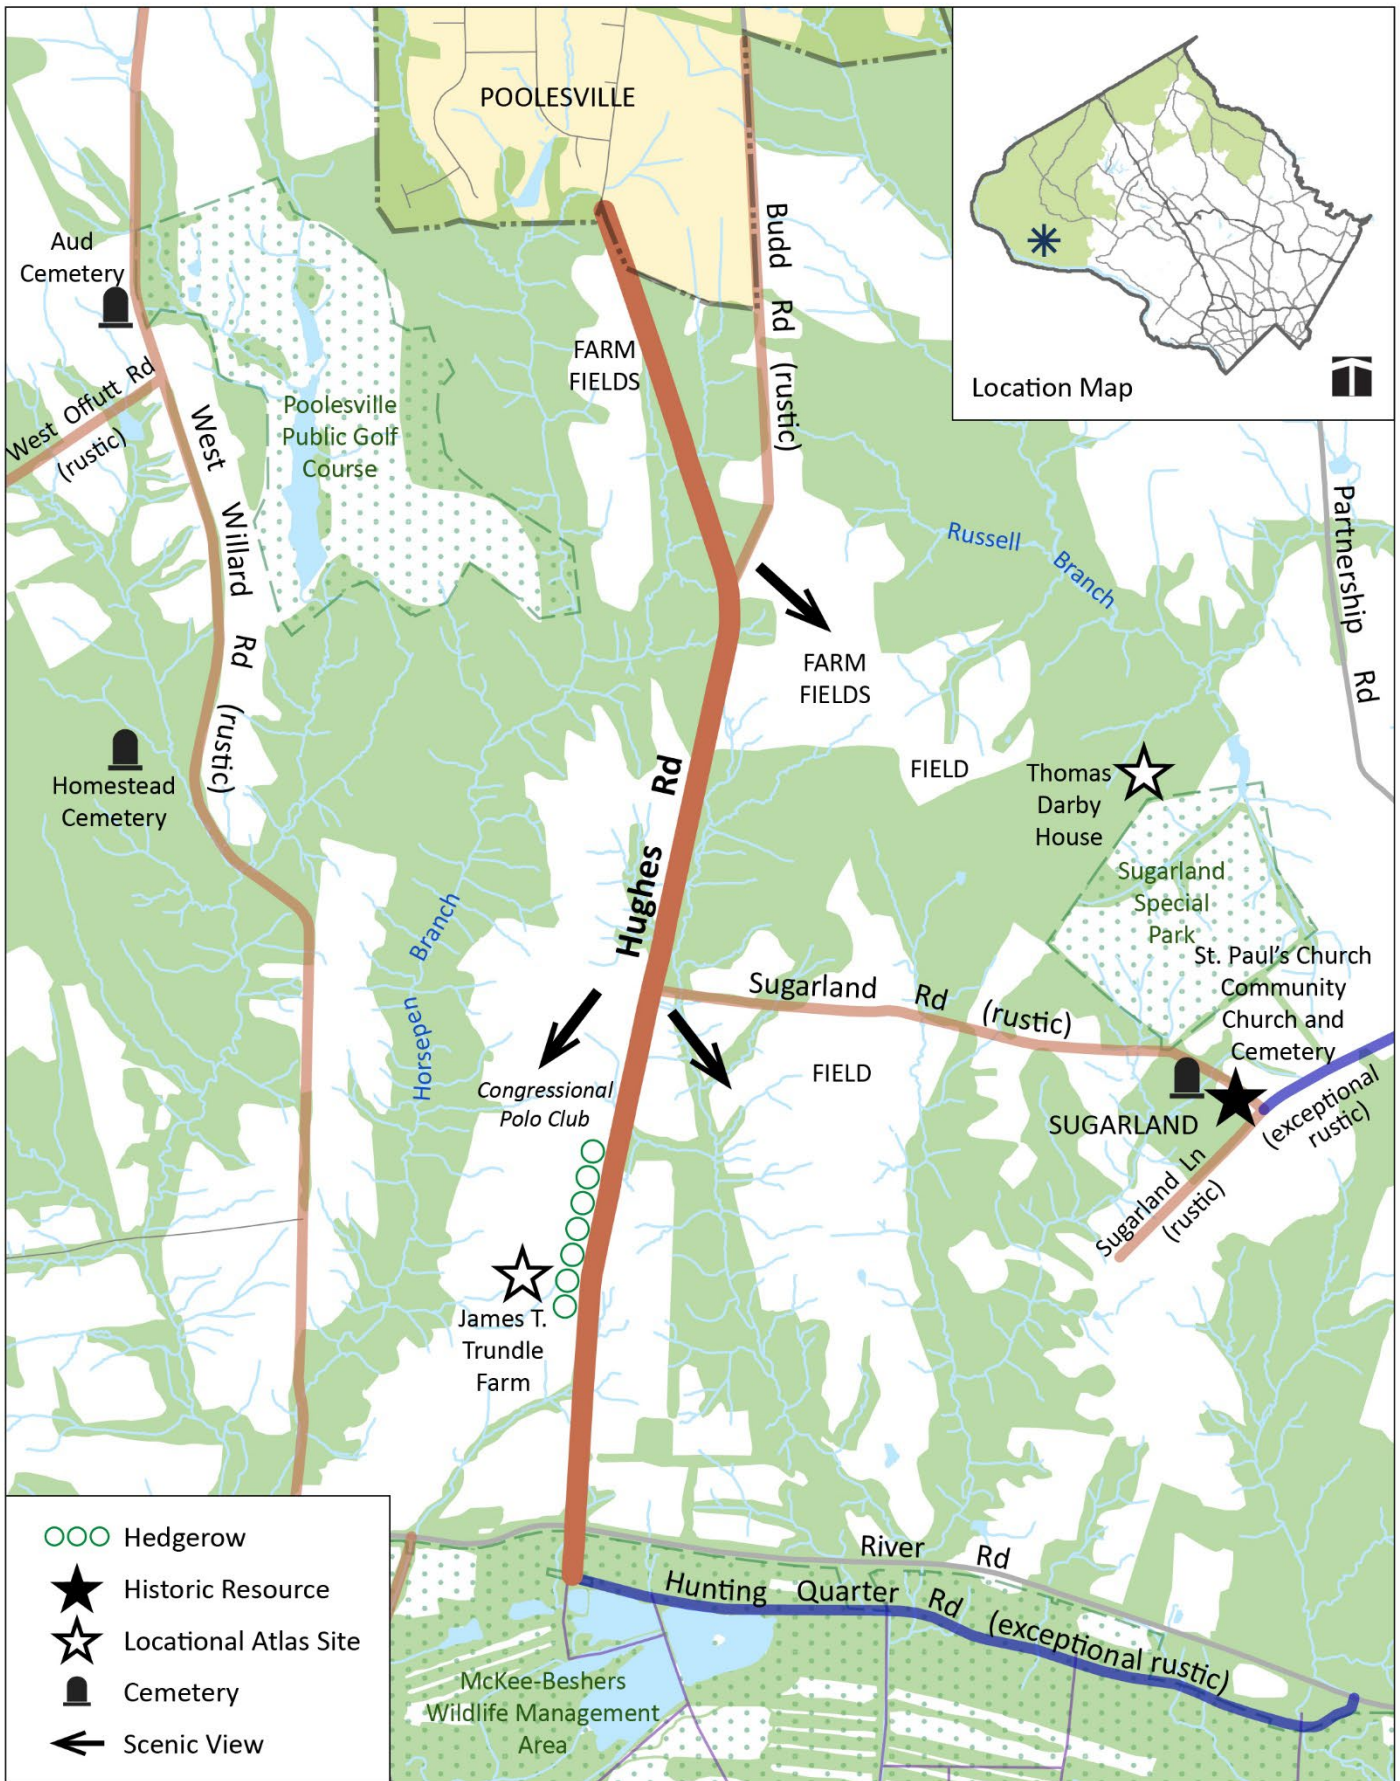 POOLESVILLE
Location Map
Aud
Cemetery
Budd Rd (rustic)
FARM
FIELDS
West Offutt Rd
(rustic)
Poolesville
Public Golf
Course
West Willard Rd (rustic)
Russell Branch
Partnership Rd
FARM
FIELDS
FIELD
Thomas
Darby
House
Homestead
Cemetery
Hughes Rd
Sugarland
Special
Park
Horsepen Branch
St. Paul's Church
Community
Church and
Cemetery
Sugarland Rd (rustic)
FIELD
Congressional
Polo Club
SUGARLAND
(exceptional
rustic)
Sugarland Ln
(rustic)
James T.
Trundle
Farm
River Rd
Hunting Quarter Rd (exceptional rustic)
McKee-Beshers
Wildlife Management
Area
Hedgerow
Historic Resource
Locational Atlas Site
Cemetery
Scenic View